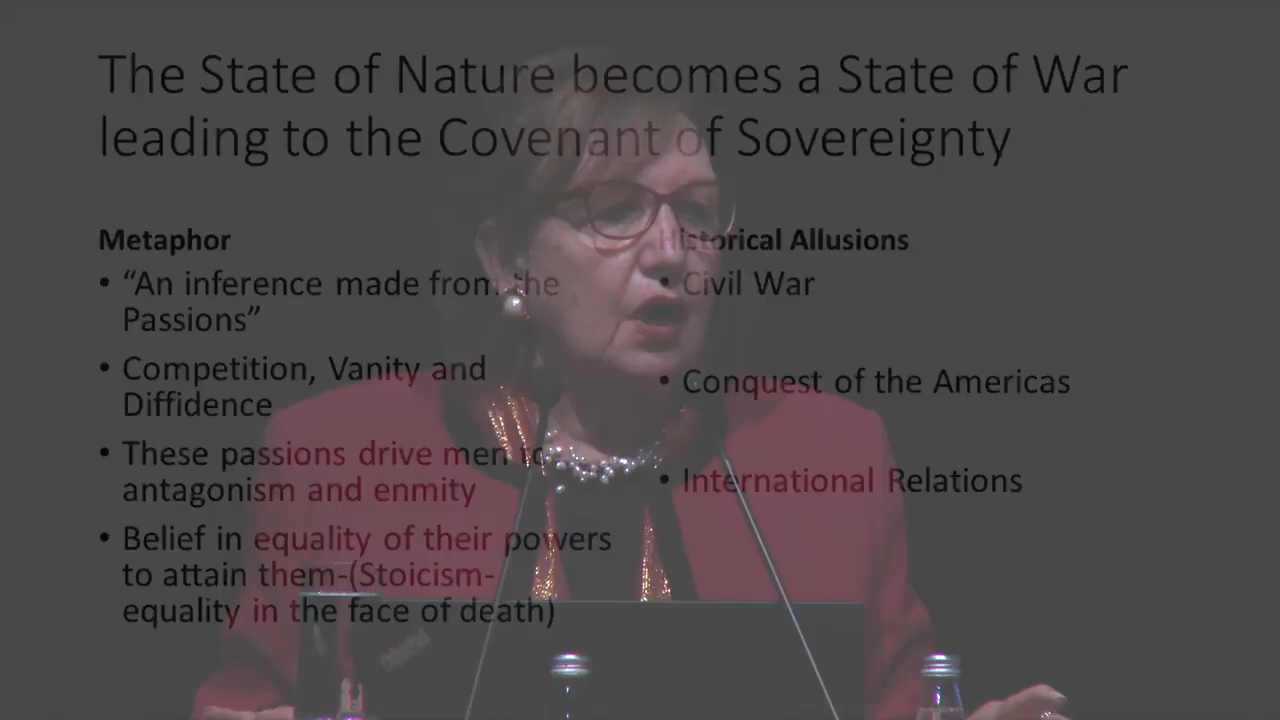 The State of Nature becomes a State of War
leading to the Covenant of Sovereignty
Metaphor
• “An inference made from the
Passions”
• Competition, Vanity and
Diffidence
• These passions drive men to
antagonism and enmity
• Belief in equality of their powers
to attain them-(Stoicism-
equality in the face of death)
Historical Allusions
• Civil War
• Conquest of the Americas
• International Relations